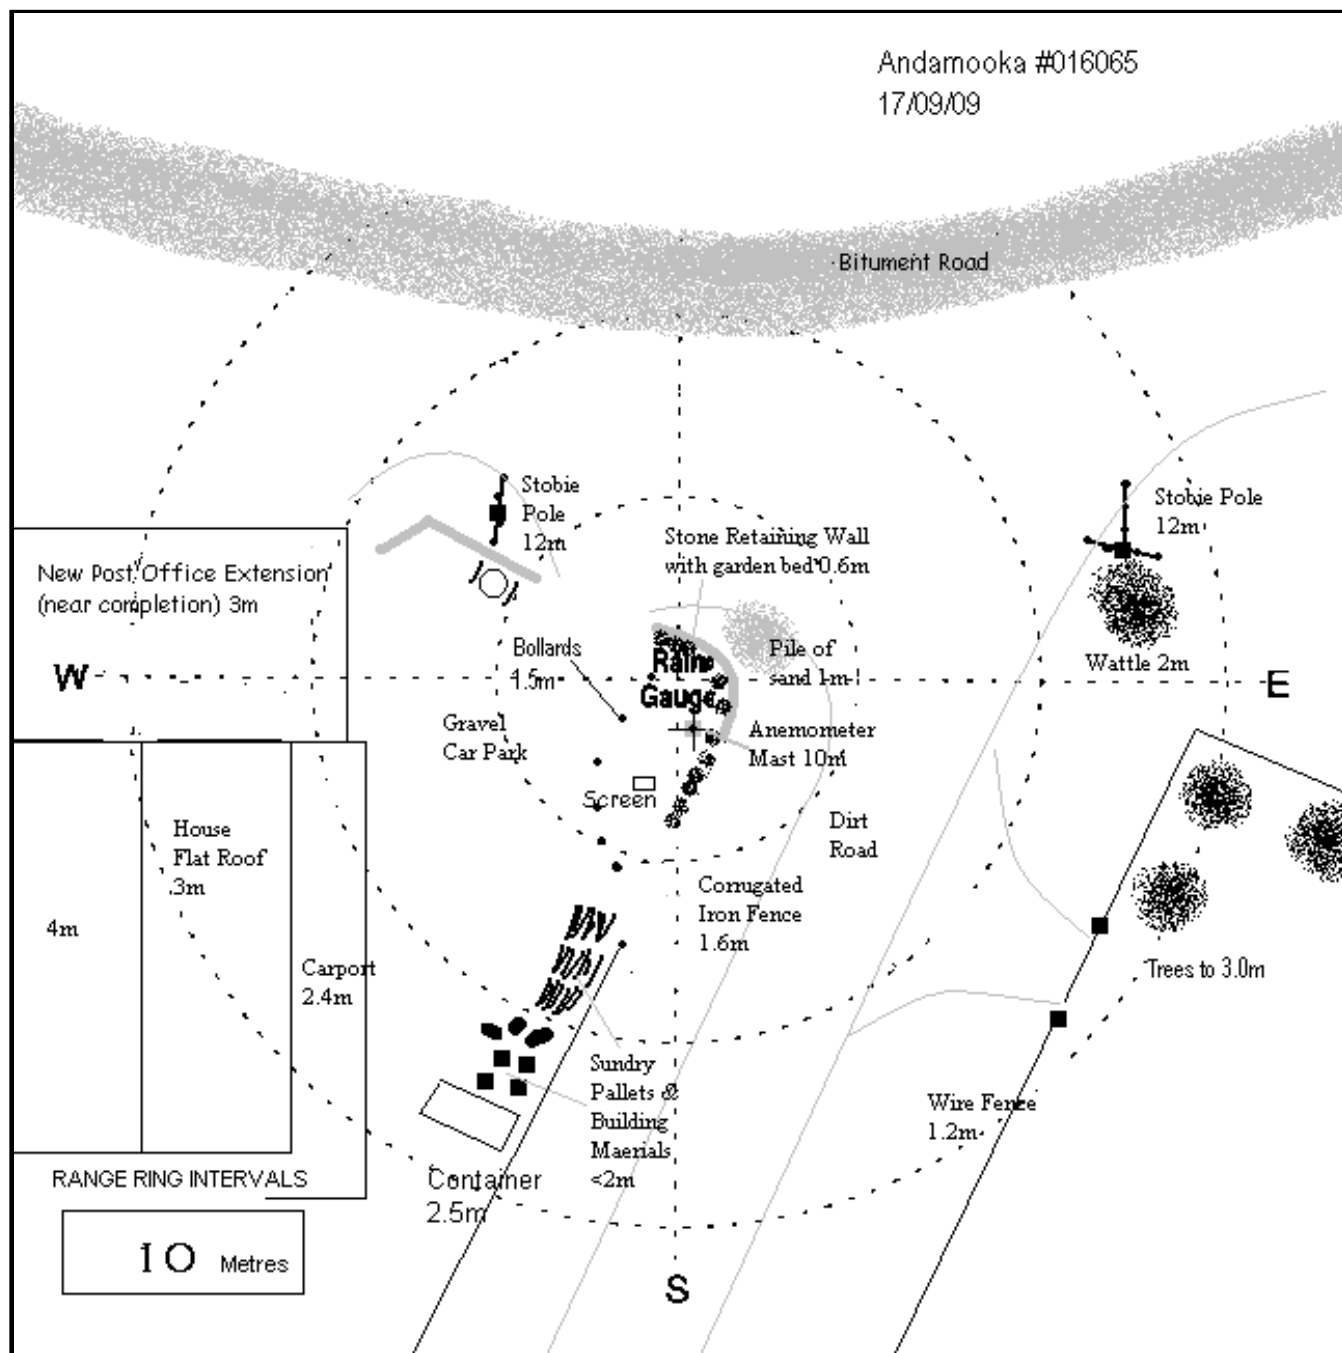 Andamooka #016065
17/09/09
Bitument Road
Stobie
Pole
12m
Stobie Pole
12m
Stone Retaining Wall
with garden bed 0.6m
New Post Office Extension
(near completion) 3m
Bollards
1.5m
Rain
Gauge
Pile of
sand 1m
Wattle 2m
W
E
Gravel
Car Park
Anemometer
Mast 10m
Screen
House
Flat Roof
3m
Dirt
Road
4m
Corrugated
Iron Fence
1.6m
Carport
2.4m
Trees to 3.0m
Sundry
Pallets &
Building
Maerials
<2m
Wire Fence
1.2m
Container
2.5m
RANGE RING INTERVALS
10 Metres
S